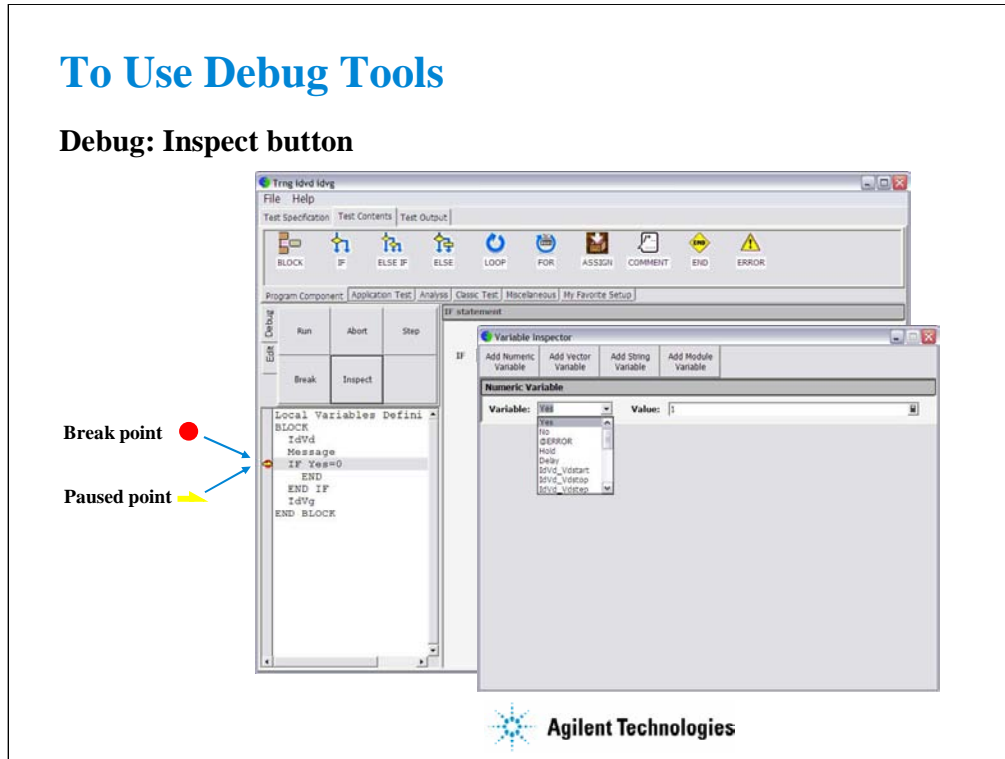 To Use Debug Tools
Debug: Inspect button
Trng Idvd Idvg
File Help
Test Specification Test Contents Test Output
BLOCK IF ELSE IF ELSE LOOP FOR ASSIGN COMMENT END ERROR
Program Component Application Test Analysis Classic Test Miscelaneous My Favorite Setup
Debug
Edit
Run Abort Step
Break Inspect
IF statement
IF
Variable Inspector
Add Numeric Variable Add Vector Variable Add String Variable Add Module Variable
Numeric Variable
Variable: Yes Value: 1
Yes
No
@ERROR
Hold
Delay
IdVd_Vdstart
IdVd_Vdstop
IdVd_Vdstep
Local Variables Defini
BLOCK
IdVd
Message
IF Yes=0
END
END IF
IdVg
END BLOCK
Break point
Paused point
Agilent Technologies